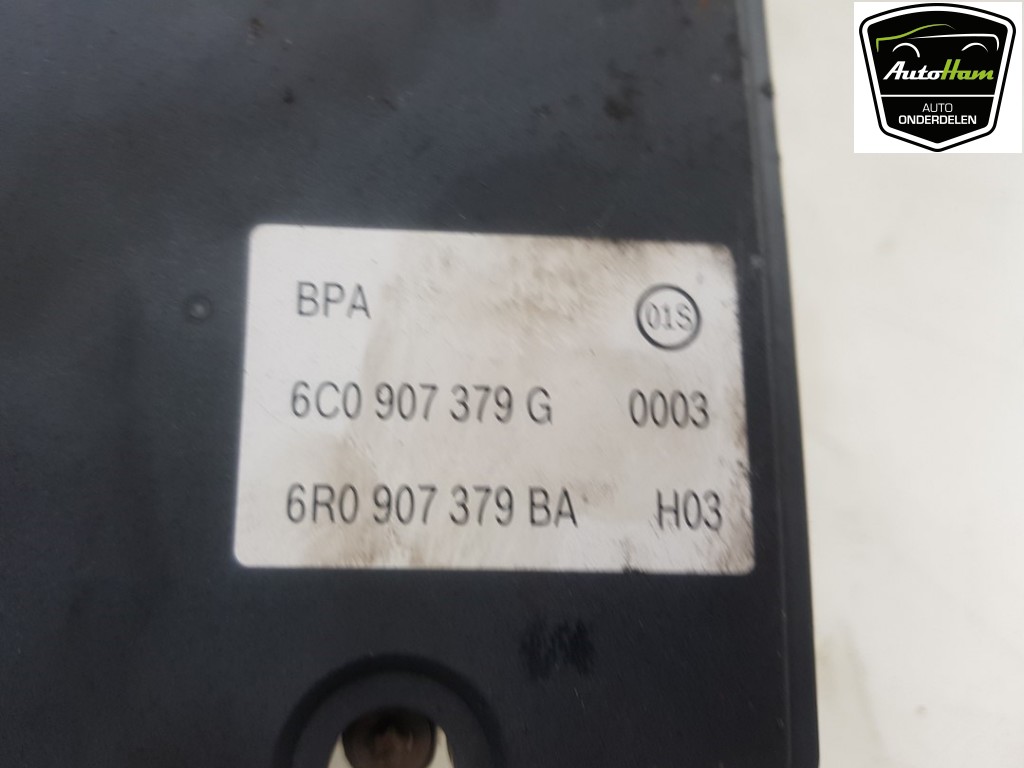 AutoHam
AUTO
ONDERDELEN
BPA 01S
6C0 907 379 G 0003
6R0 907 379 BA H03